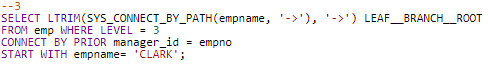 --3
SELECT LTRIM(SYS_CONNECT_BY_PATH(empname, '->'), '->') LEAF__BRANCH__ROOT
FROM emp WHERE LEVEL = 3
CONNECT BY PRIOR manager_id = empno
START WITH empname= 'CLARK';